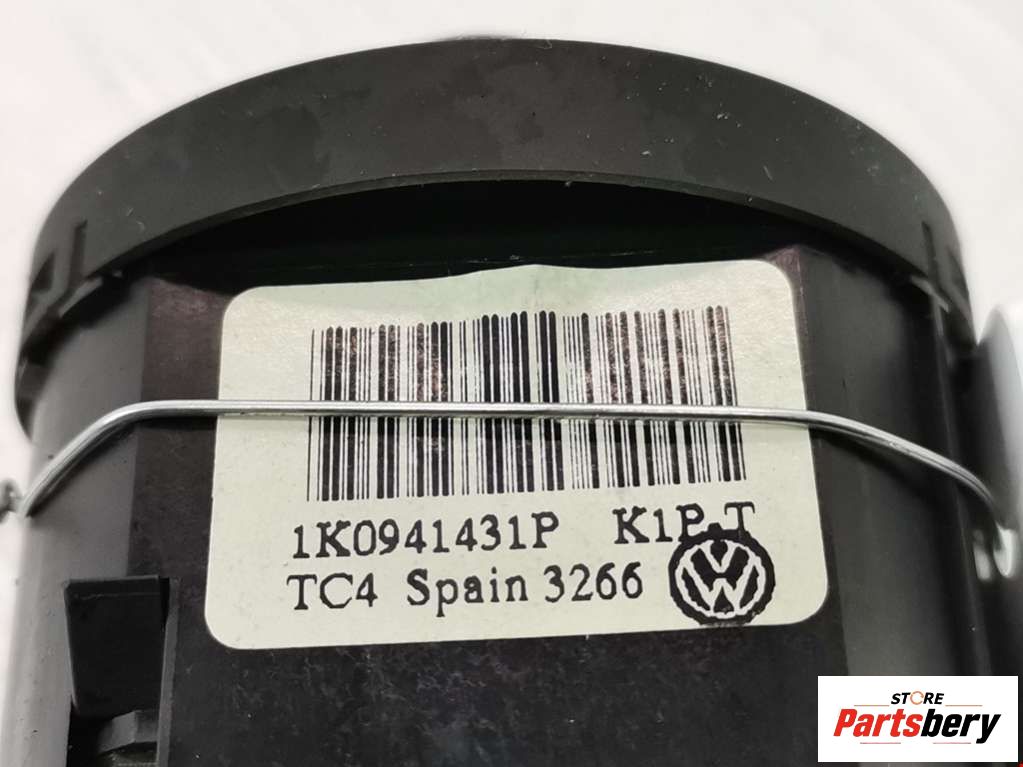 1K0941431P K1P-T
TC4 Spain 3266
STORE
Partsbery